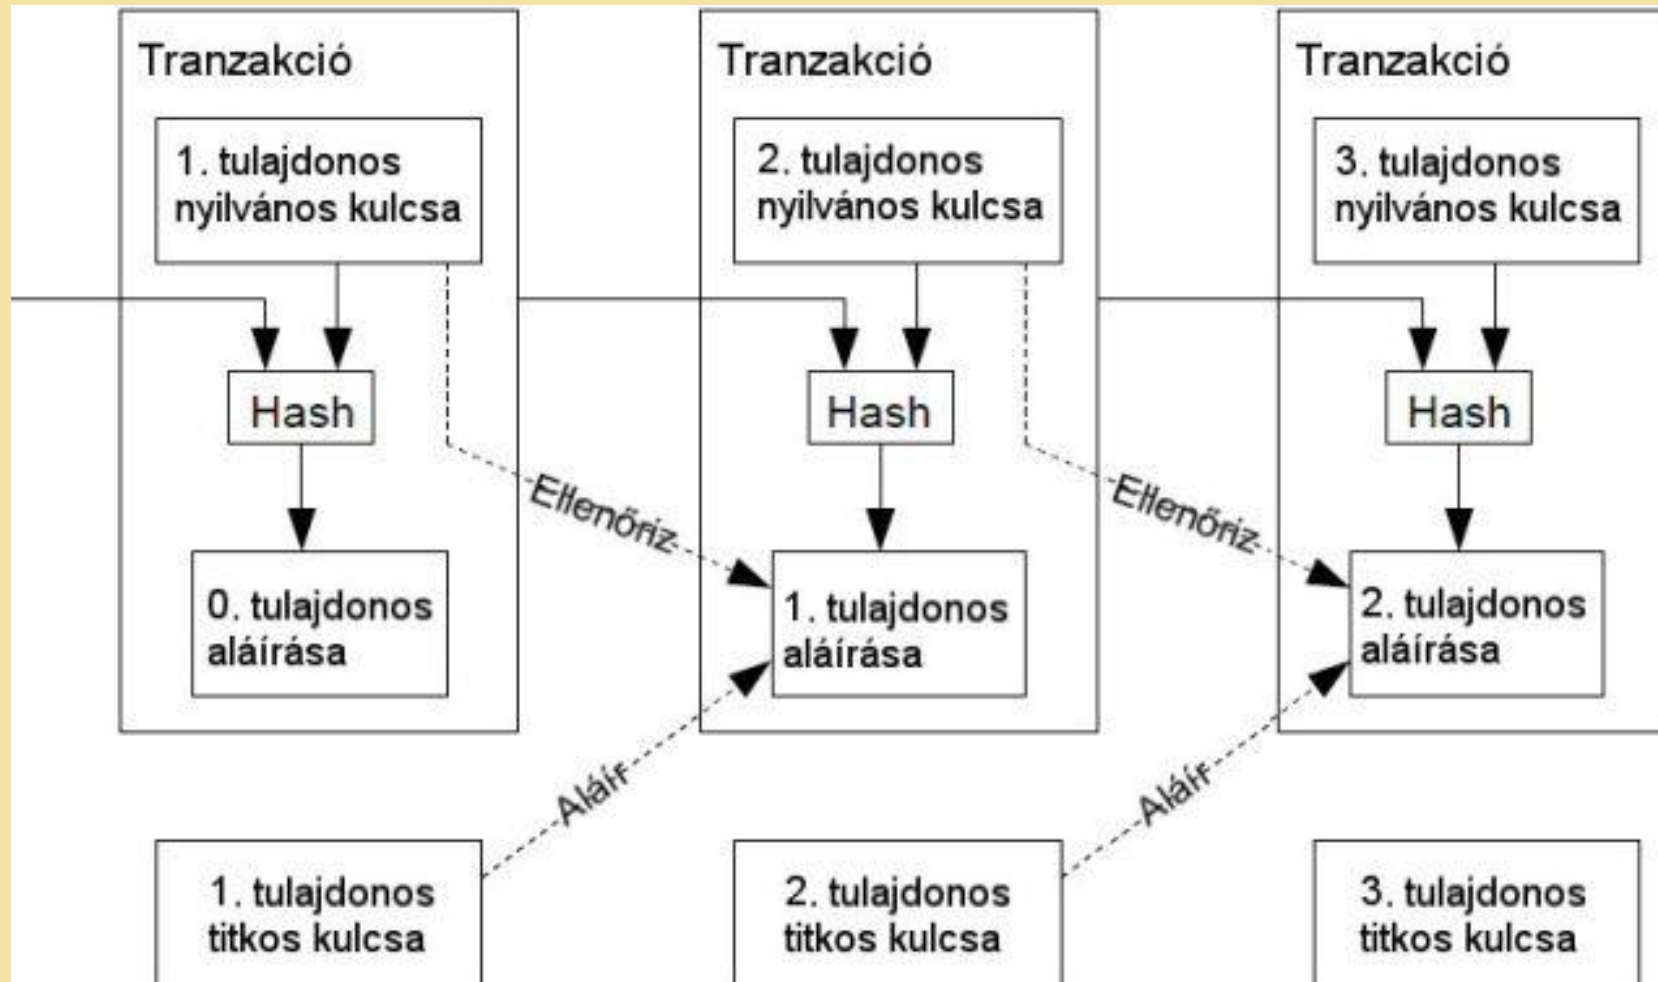 Tranzakció
1. tulajdonos
nyilvános kulcsa
Hash
0. tulajdonos
aláírása
Tranzakció
2. tulajdonos
nyilvános kulcsa
Hash
1. tulajdonos
aláírása
Tranzakció
3. tulajdonos
nyilvános kulcsa
Hash
2. tulajdonos
aláírása
Ellenőriz
Ellenőriz
Aláír
Aláír
1. tulajdonos
titkos kulcsa
2. tulajdonos
titkos kulcsa
3. tulajdonos
titkos kulcsa